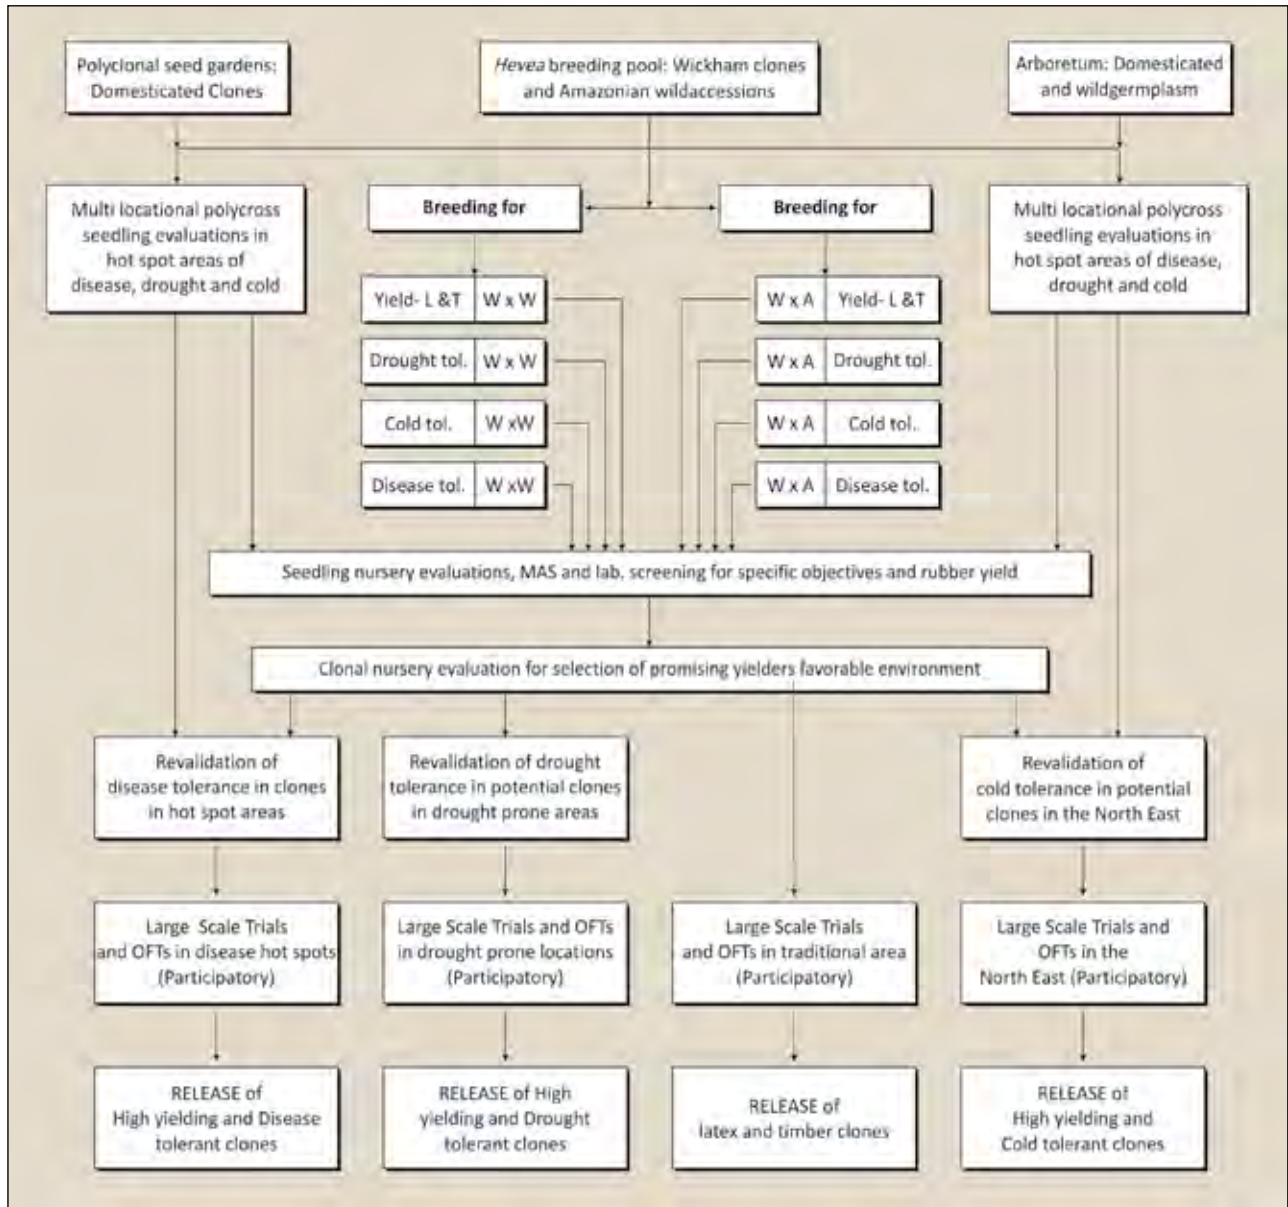 Polyclonal seed gardens:
Domesticated Clones
Hevea breeding pool: Wickham clones
and Amazonian wildaccessions
Arboretum: Domesticated
and wildgermplasm
Multi locational polycross
seedling evaluations in
hot spot areas of
disease, drought and cold
Breeding for
Breeding for
Multi locational polycross
seedling evaluations in
hot spot areas of disease,
drought and cold
Yield- L &T W x W
W x A Yield- L &T
Drought tol. W x W
W x A Drought tol.
Cold tol. W xW
W x A Cold tol.
Disease tol. W xW
W x A Disease tol.
Seedling nursery evaluations, MAS and lab. screening for specific objectives and rubber yield
Clonal nursery evaluation for selection of promising yielders favorable environment
Revalidation of
disease tolerance in clones
in hot spot areas
Revalidation of drought
tolerance in potential clones
in drought prone areas
Revalidation of
cold tolerance in potential
clones in the North East
Large Scale Trials
and OFTs in disease hot spots
(Participatory)
Large Scale Trials and OFTs
in drought prone locations
(Participatory)
Large Scale Trials
and OFTs in traditional area
(Participatory)
Large Scale Trials and
OFTs in the
North East (Participatory)
RELEASE of
High yielding and Disease
tolerant clones
RELEASE of High
yielding and Drought
tolerant clones
RELEASE of
latex and timber clones
RELEASE of
High yielding and
Cold tolerant clones